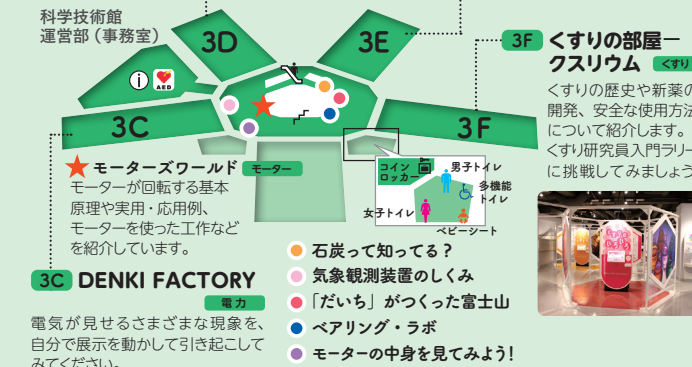 科学技術館
運営部（事務室）
3D
3E
AED
3C
3F
3F くすりの部屋ー
クスリウム くすり
くすりの歴史や新薬の
開発、安全な使用方法
について紹介します。
くすり研究員入門ラリー
に挑戦してみましょう
モーターズワールド モーター
モーターが回転する基本
原理や実用・応用例、
モーターを使った工作など
を紹介しています。
コイン
ロッカー
男子トイレ
多機能
トイレ
女子トイレ
ベビーシート
3C DENKI FACTORY
電力
電気が見せるさまざまな現象を、
自分で展示を動かして引き起こして
みてください。
石炭って知ってる？
気象観測装置のしくみ
「だいち」がつくった富士山
ベアリング・ラボ
モーターの中身を見てみよう！